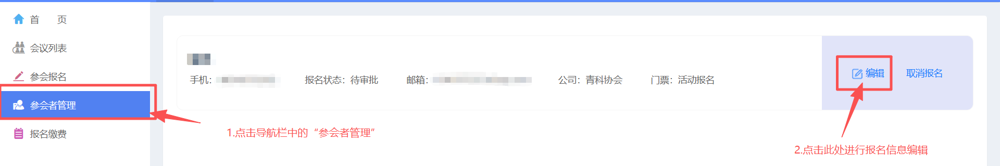 首 页
会议列表
参会报名
参会者管理
报名缴费
手机： 报名状态：待审批 邮箱： 公司：青科协会 门票：活动报名
编辑 取消报名
1.点击导航栏中的“参会者管理”
2.点击此处进行报名信息编辑